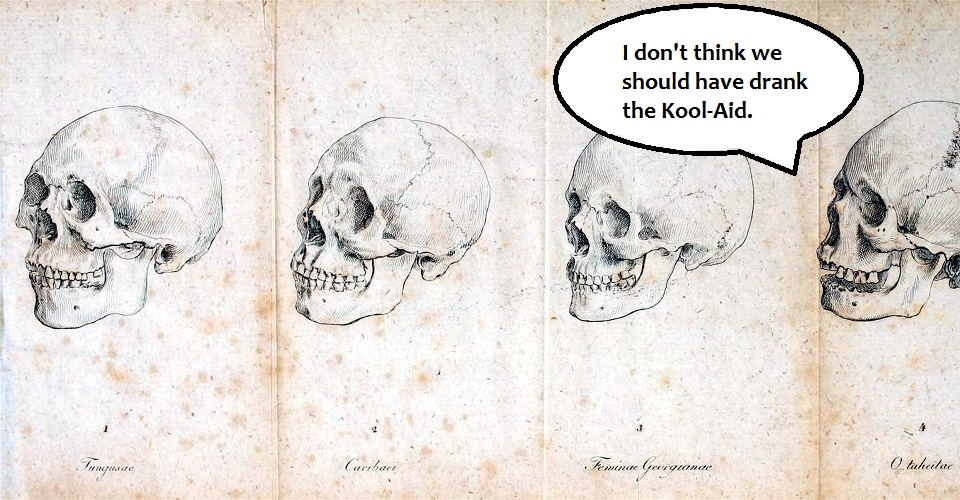 I don't think we
should have drank
the Kool-Aid.
1
2
3
4
Tungusae
Caribaei
Feminae Georgianae
O-taheitae